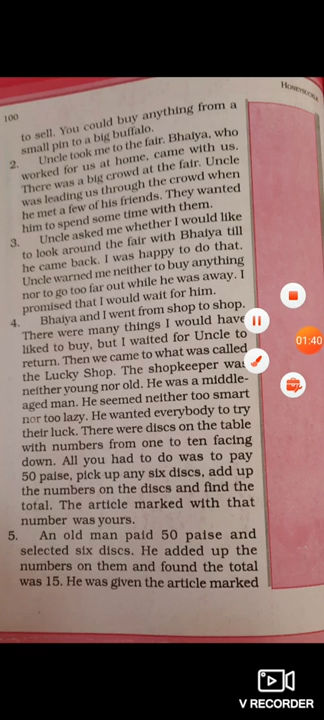 100
HONEYSUCKLE
to sell. You could buy anything from a
small pin to a big buffalo.
2. Uncle took me to the fair. Bhaiya, who
worked for us at home, came with us.
There was a big crowd at the fair. Uncle
was leading us through the crowd when
he met a few of his friends. They wanted
him to spend some time with them.
3. Uncle asked me whether I would like
to look around the fair with Bhaiya till
he came back. I was happy to do that.
Uncle warned me neither to buy anything
nor to go too far out while he was away. I
promised that I would wait for him.
4. Bhaiya and I went from shop to shop.
There were many things I would have
liked to buy, but I waited for Uncle to
return. Then we came to what was called
the Lucky Shop. The shopkeeper was
neither young nor old. He was a middle-
aged man. He seemed neither too smart
nor too lazy. He wanted everybody to try
their luck. There were discs on the table
with numbers from one to ten facing
down. All you had to do was to pay
50 paise, pick up any six discs, add up
the numbers on the discs and find the
total. The article marked with that
number was yours.
5. An old man paid 50 paise and
selected six discs. He added up the
numbers on them and found the total
was 15. He was given the article marked
01:40
V RECORDER